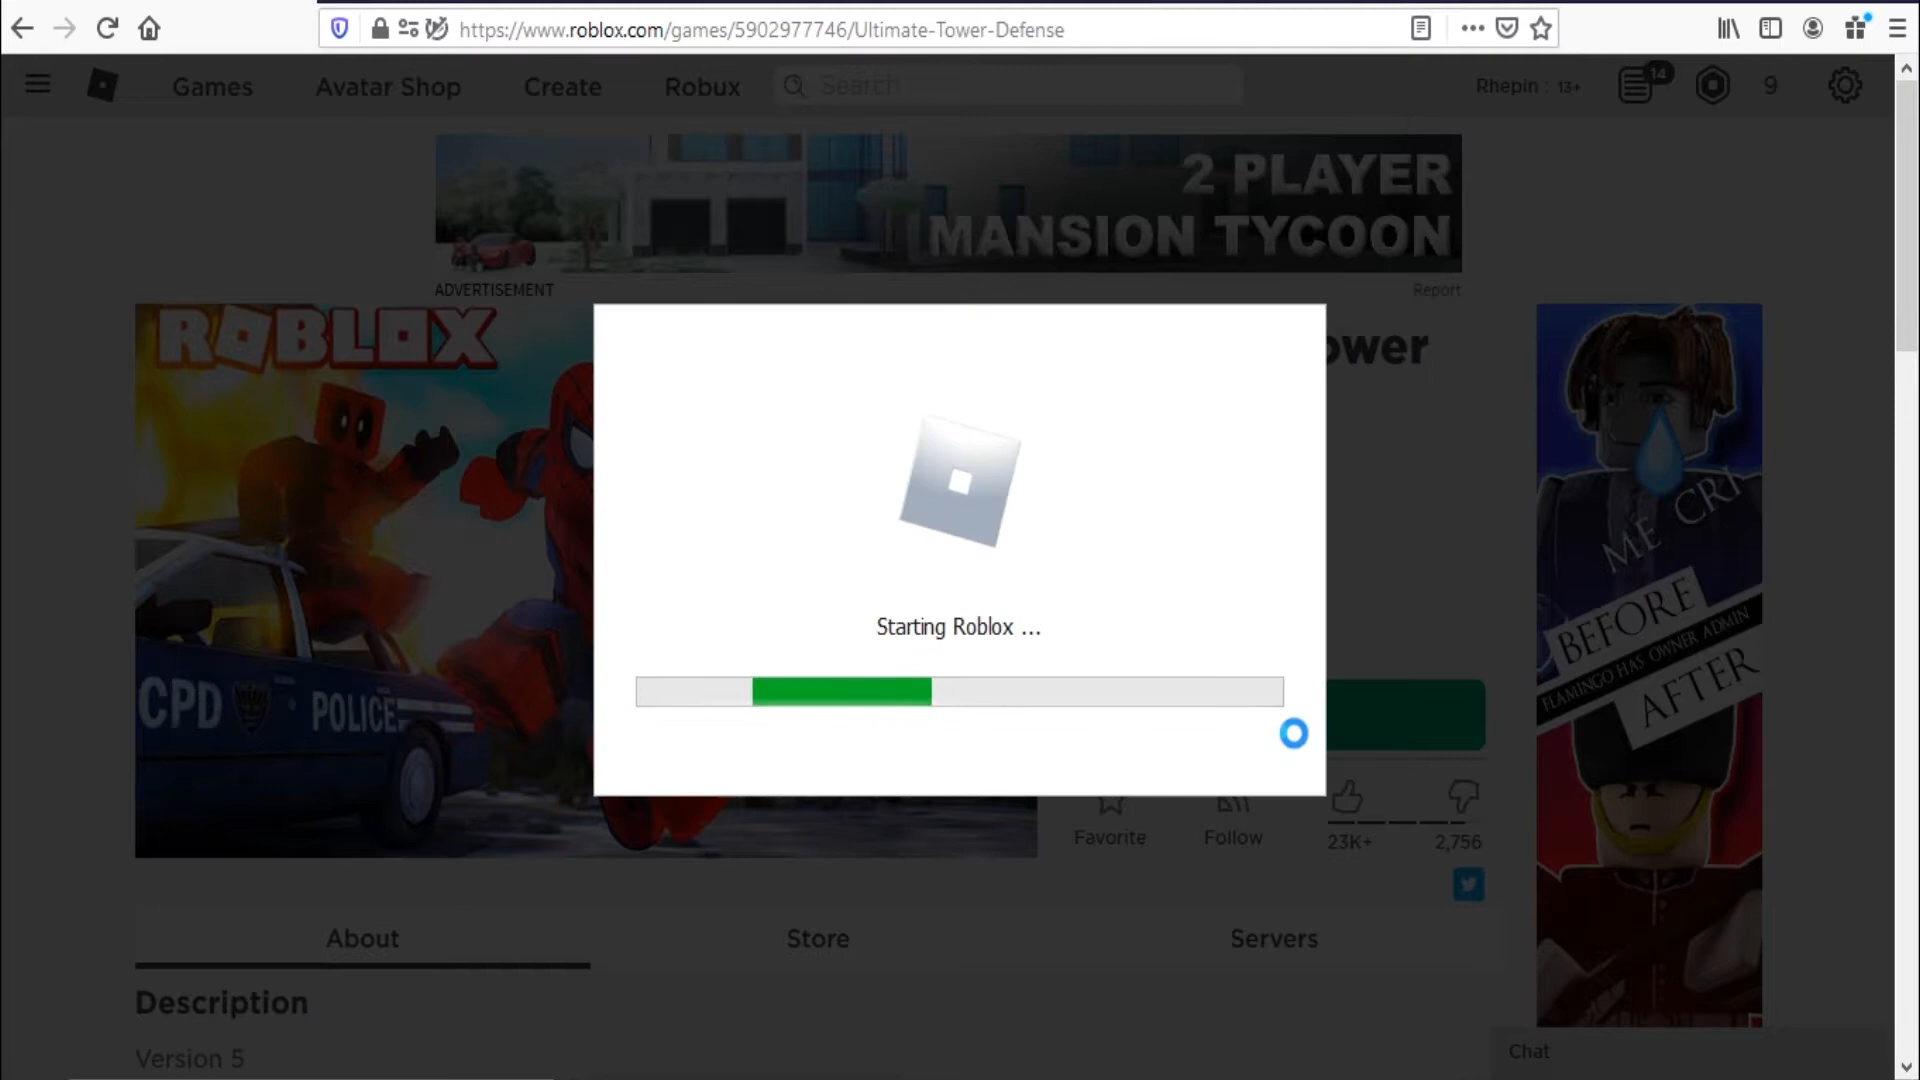 https://www.roblox.com/games/5902977746/Ultimate-Tower-Defense
Games
Avatar Shop
Create
Robux
Search
Rhepin : 13+
14
9
2 PLAYER
MANSION TYCOON
ADVERTISEMENT
Report
ROBLOX
ower
Starting Roblox ...
CPD
POLICE
ME CRI
BEFORE
FLAMINGO HAS OWNER ADMIN
AFTER
Favorite
Follow
23K+
2,756
About
Store
Servers
Description
Version 5
Chat